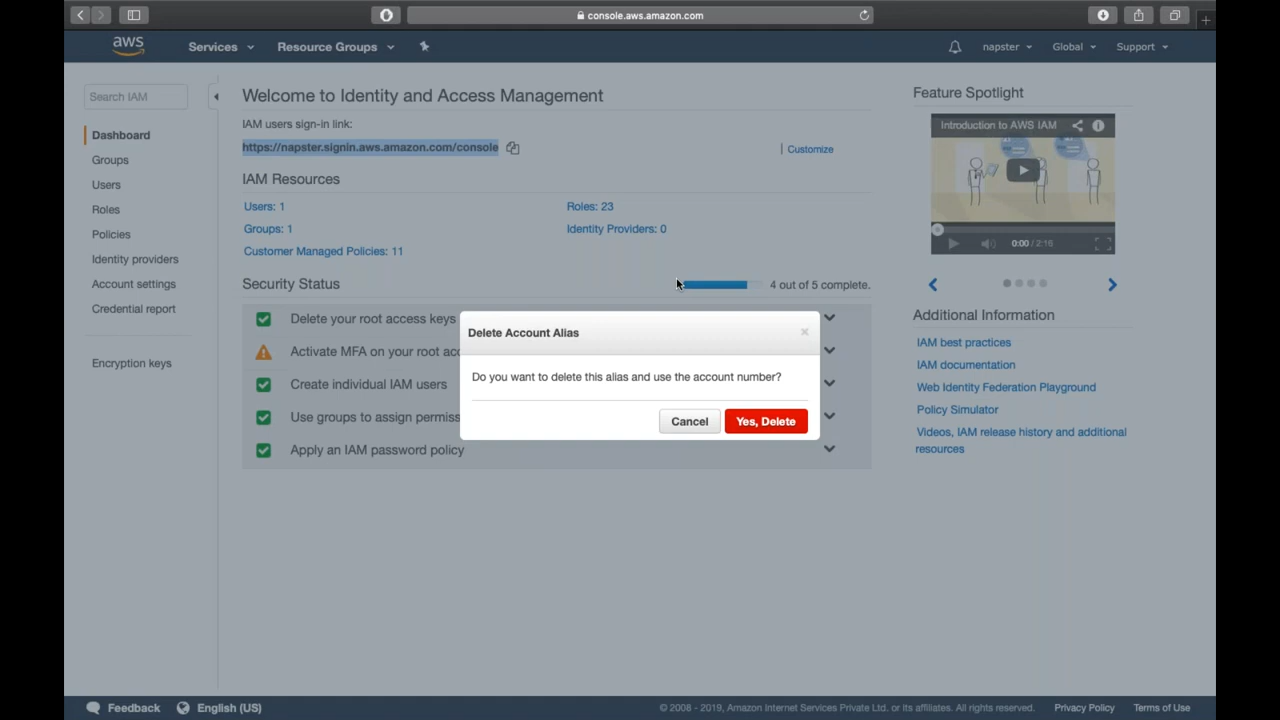 console.aws.amazon.com
aws
Services
Resource Groups
napster
Global
Support
Search IAM
Dashboard
Groups
Users
Roles
Policies
Identity providers
Account settings
Credential report
Encryption keys
Welcome to Identity and Access Management
IAM users sign-in link:
https://napster.signin.aws.amazon.com/console
Customize
IAM Resources
Users: 1
Roles: 23
Groups: 1
Identity Providers: 0
Customer Managed Policies: 11
Security Status
4 out of 5 complete.
Delete your root access keys
Activate MFA on your root acc
Create individual IAM users
Use groups to assign permiss
Apply an IAM password policy
Delete Account Alias
Do you want to delete this alias and use the account number?
Cancel
Yes, Delete
Feature Spotlight
Introduction to AWS IAM
0:00 / 2:16
Additional Information
IAM best practices
IAM documentation
Web Identity Federation Playground
Policy Simulator
Videos, IAM release history and additional
resources
Feedback
English (US)
© 2008 - 2019, Amazon Internet Services Private Ltd. or its affiliates. All rights reserved.
Privacy Policy
Terms of Use